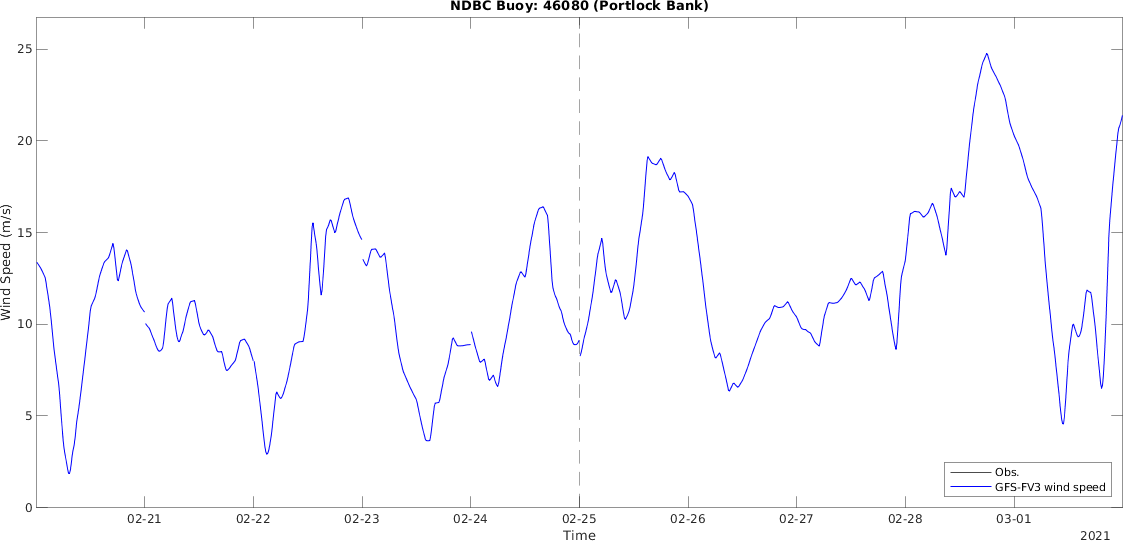 NDBC Buoy: 46080 (Portlock Bank)
25
20
15
10
5
0
Wind Speed (m/s)
02-21 02-22 02-23 02-24 02-25 02-26 02-27 02-28 03-01
Time
2021
Obs.
GFS-FV3 wind speed